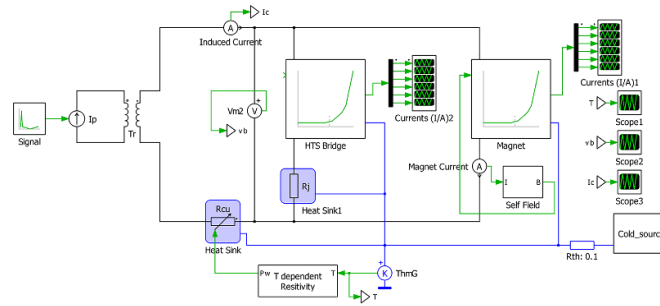 Ic
A
Induced Current
Signal
Ip
Tr
Vm2
V
vb
HTS Bridge
Currents (I/A)2
Magnet
Currents (I/A)1
T
Scope1
vb
Scope2
Ic
Scope3
Magnet Current
A
I
B
Self Field
Rj
Heat Sink1
Rcu
Heat Sink
Pw
T dependent
Resitivity
T
T
K
ThmG
Rth: 0.1
Cold_source